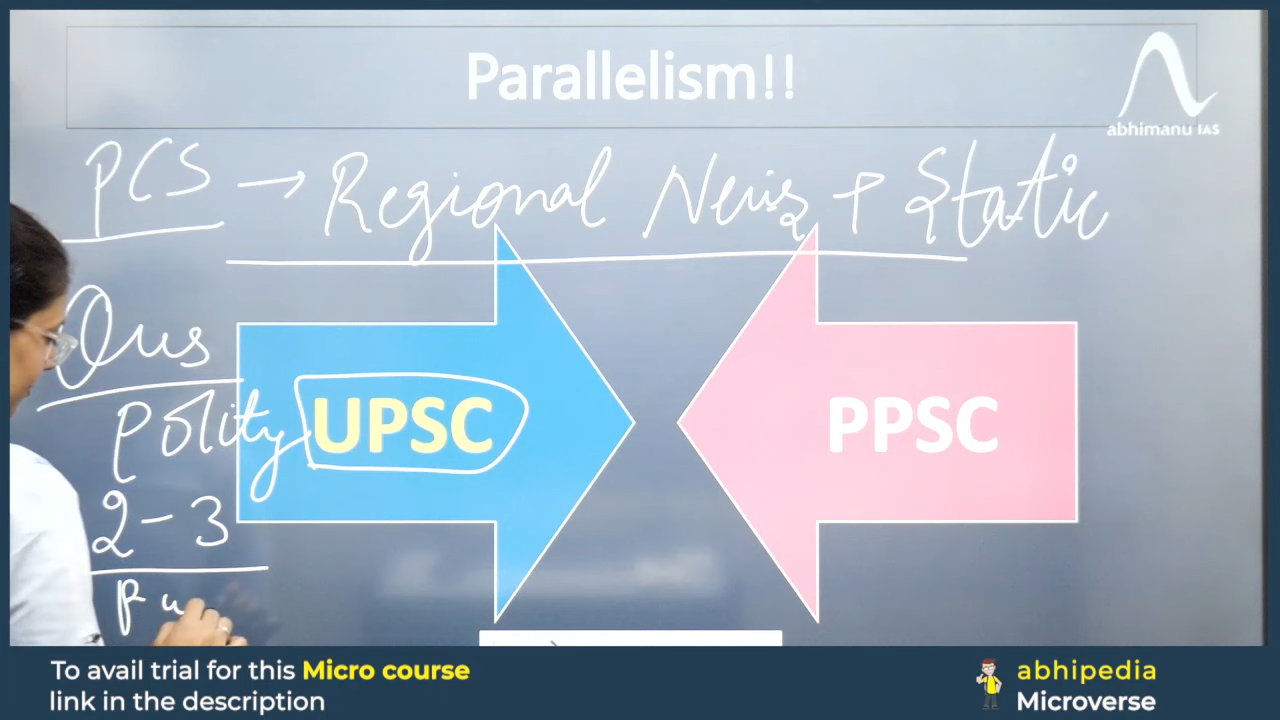 Parallelism!!
abhimanu IAS
PCS → Regional News + Static
Ques
polity
UPSC
PPSC
2-3
To avail trial for this Micro course
link in the description
abhipedia
Microverse